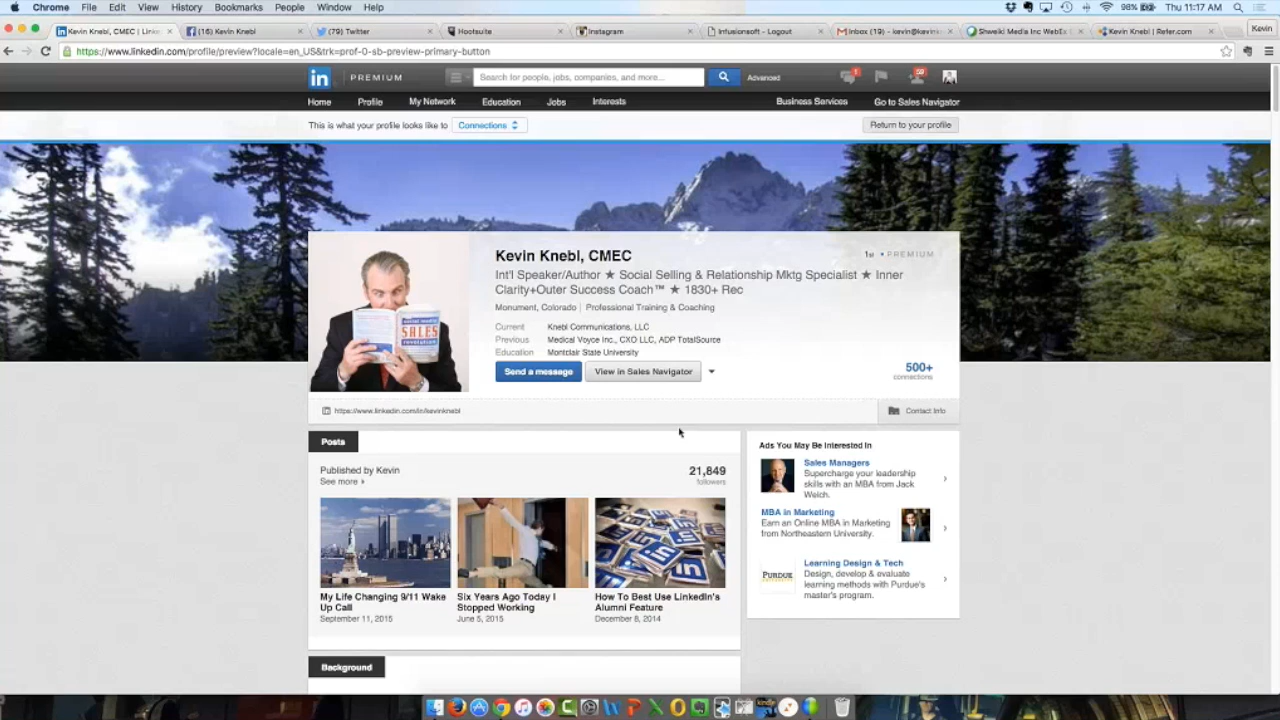 Chrome File Edit View History Bookmarks People Window Help
98% Thu 11:17 AM
Kevin Knebl, CMEC | Linke
(16) Kevin Knebl
(79) Twitter
Hootsuite
Instagram
Infusionsoft - Logout
Inbox (19) - kevin@kevink
Shweiki Media Inc WebEx
Kevin Knebl | Refer.com
Kevin
https://www.linkedin.com/profile/preview?locale=en_US&trk=prof-0-sb-preview-primary-button
in PREMIUM
Search for people, jobs, companies, and more...
Advanced
Home Profile My Network Education Jobs Interests Business Services Go to Sales Navigator
This is what your profile looks like to Connections
Return to your profile
Kevin Knebl, CMEC
1st PREMIUM
Int'l Speaker/Author ★ Social Selling & Relationship Mktg Specialist ★ Inner
Clarity+Outer Success Coach™ ★ 1830+ Rec
Monument, Colorado | Professional Training & Coaching
Current Knebl Communications, LLC
Previous Medical Voyce Inc., CXO LLC, ADP TotalSource
Education Montclair State University
Send a message
View in Sales Navigator
500+
connections
https://www.linkedin.com/in/kevinknebl
Contact Info
SALES
Posts
Published by Kevin
See more
21,849
followers
My Life Changing 9/11 Wake
Up Call
September 11, 2015
Six Years Ago Today I
Stopped Working
June 5, 2015
How To Best Use LinkedIn's
Alumni Feature
December 8, 2014
Background
Ads You May Be Interested In
Sales Managers
Supercharge your leadership
skills with an MBA from Jack
Welch.
MBA in Marketing
Earn an Online MBA in Marketing
from Northeastern University.
PURDUE
Learning Design & Tech
Design, develop & evaluate
learning methods with Purdue's
master's program.